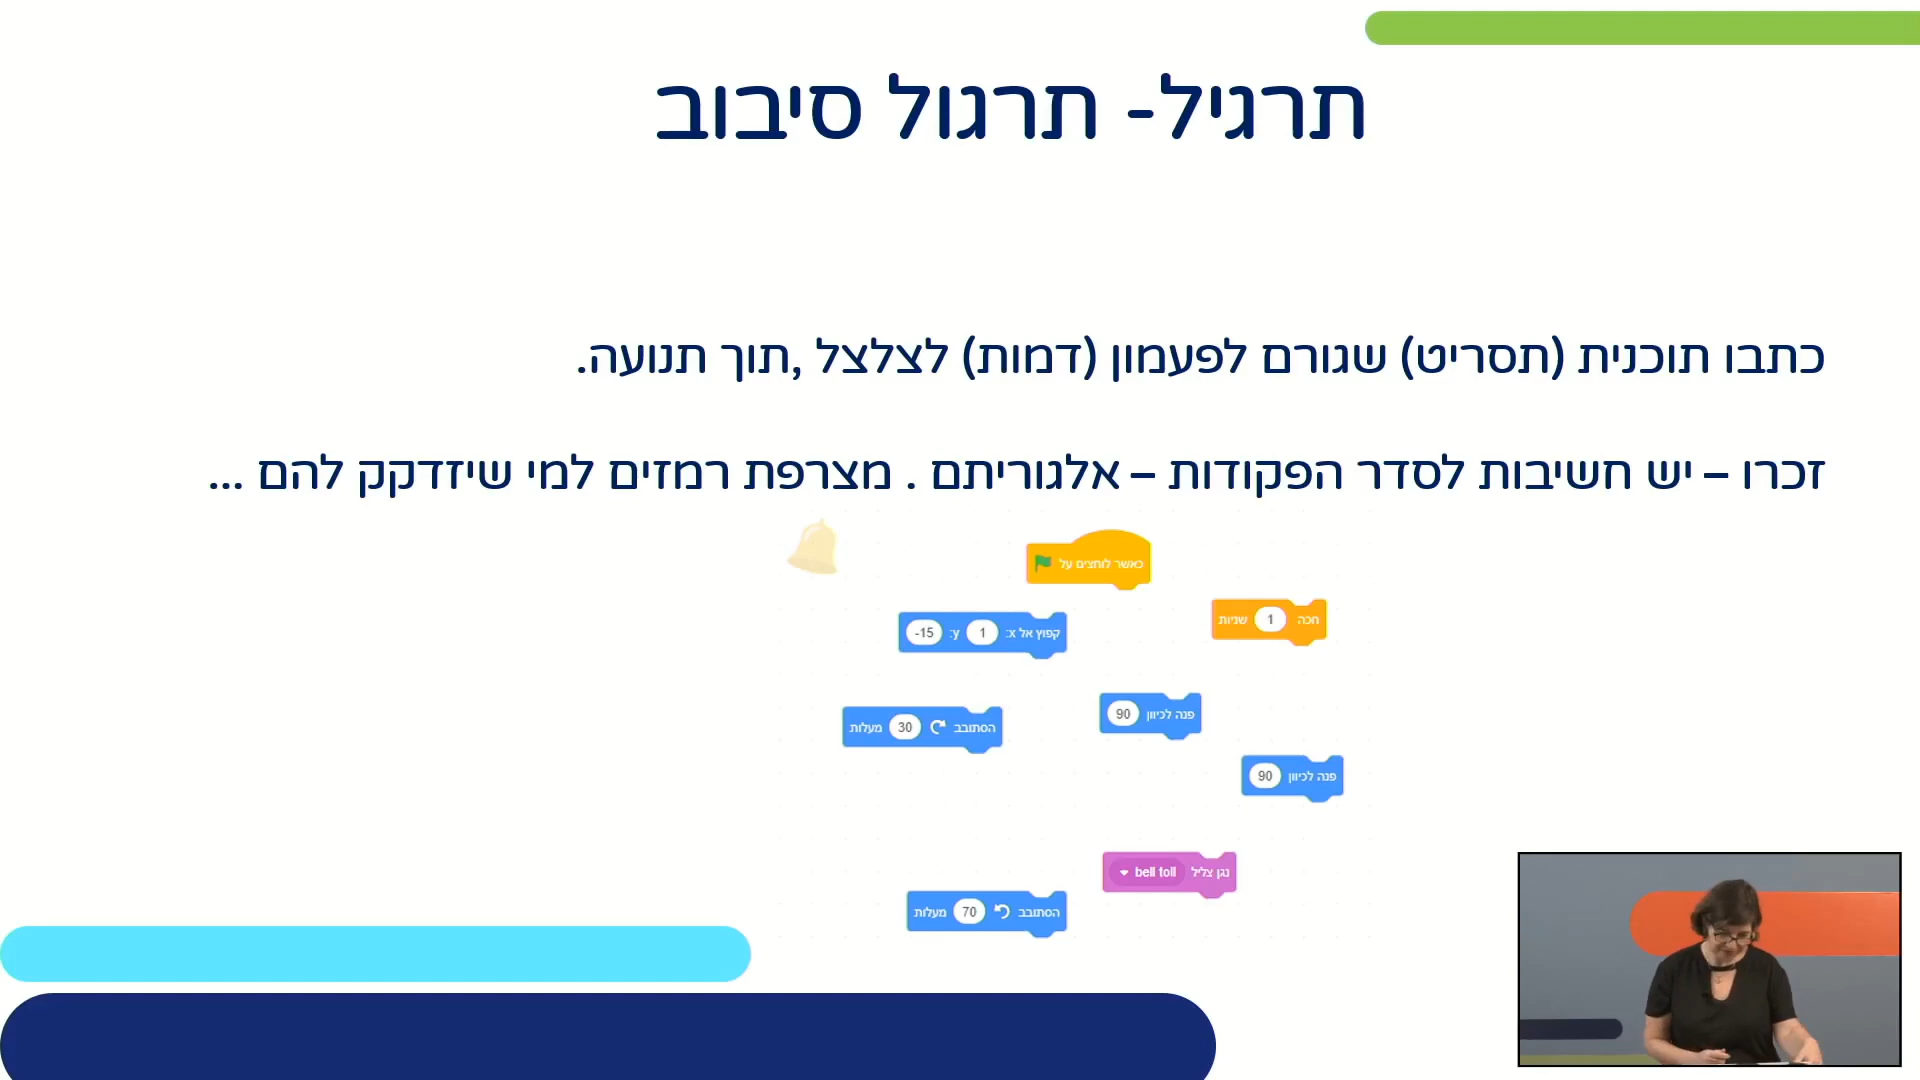 תרגיל- תרגול סיבוב
כתבו תוכנית (תסריט) שגורם לפעמון (דמות) לצלצל ,תוך תנועה.
זכרו – יש חשיבות לסדר הפקודות – אלגוריתם . מצרפת רמזים למי שיזדקק להם ...
כאשר לוחצים על
חכה 1 שניות
קפוץ אל x: 1 y: -15
פנה לכיוון 90
הסתובב 30 מעלות
פנה לכיוון 90
נגן צליל bell toll
הסתובב 70 מעלות